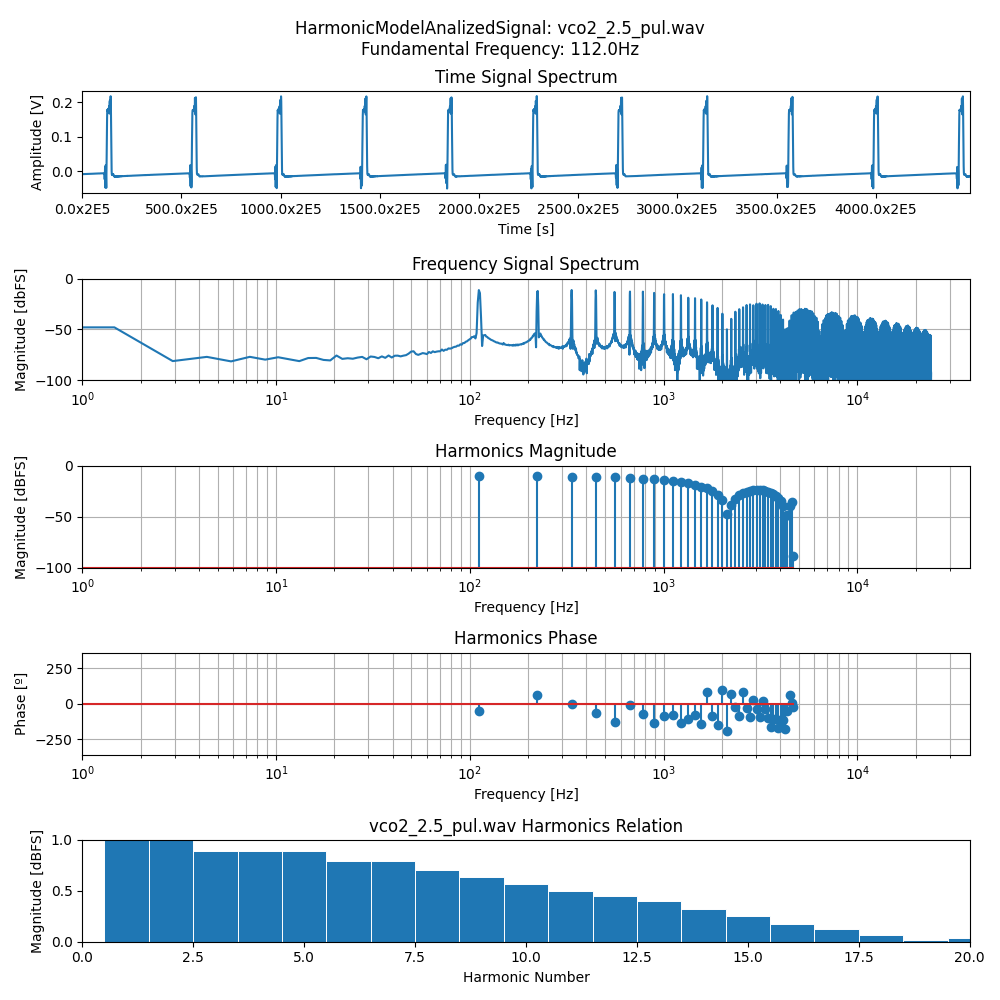 HarmonicModelAnalizedSignal: vco2_2.5_pul.wav
Fundamental Frequency: 112.0Hz
Time Signal Spectrum
Amplitude [V]
0.2
0.1
0.0
0.0x2E5 500.0x2E5 1000.0x2E5 1500.0x2E5 2000.0x2E5 2500.0x2E5 3000.0x2E5 3500.0x2E5 4000.0x2E5
Time [s]
Frequency Signal Spectrum
Magnitude [dbFS]
0
−50
−100
10^0 10^1 10^2 10^3 10^4
Frequency [Hz]
Harmonics Magnitude
Magnitude [dBFS]
0
−50
−100
10^0 10^1 10^2 10^3 10^4
Frequency [Hz]
Harmonics Phase
Phase [º]
250
0
−250
10^0 10^1 10^2 10^3 10^4
Frequency [Hz]
vco2_2.5_pul.wav Harmonics Relation
Magnitude [dBFS]
1.0
0.5
0.0
0.0 2.5 5.0 7.5 10.0 12.5 15.0 17.5 20.0
Harmonic Number